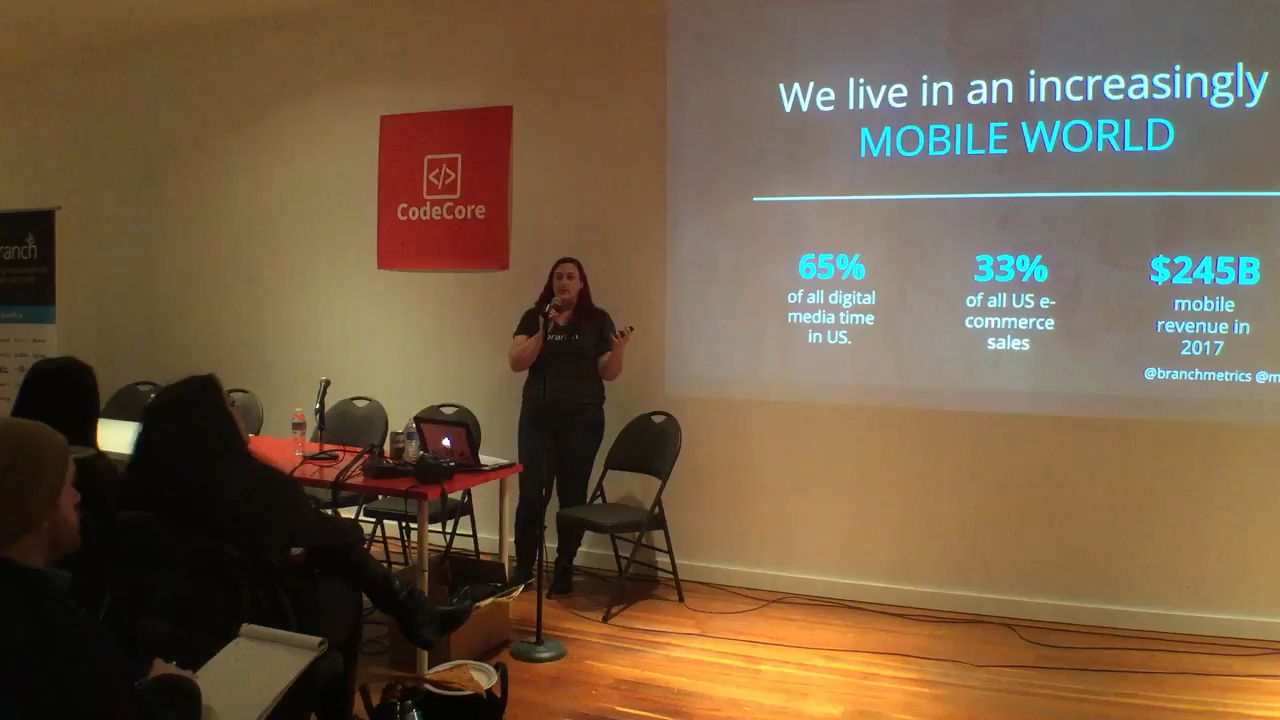 We live in an increasingly
MOBILE WORLD
65%
of all digital
media time
in US.
33%
of all US e-
commerce
sales
$245B
mobile
revenue in
2017
@branchmetrics @m
</>
CodeCore
ranch
branch